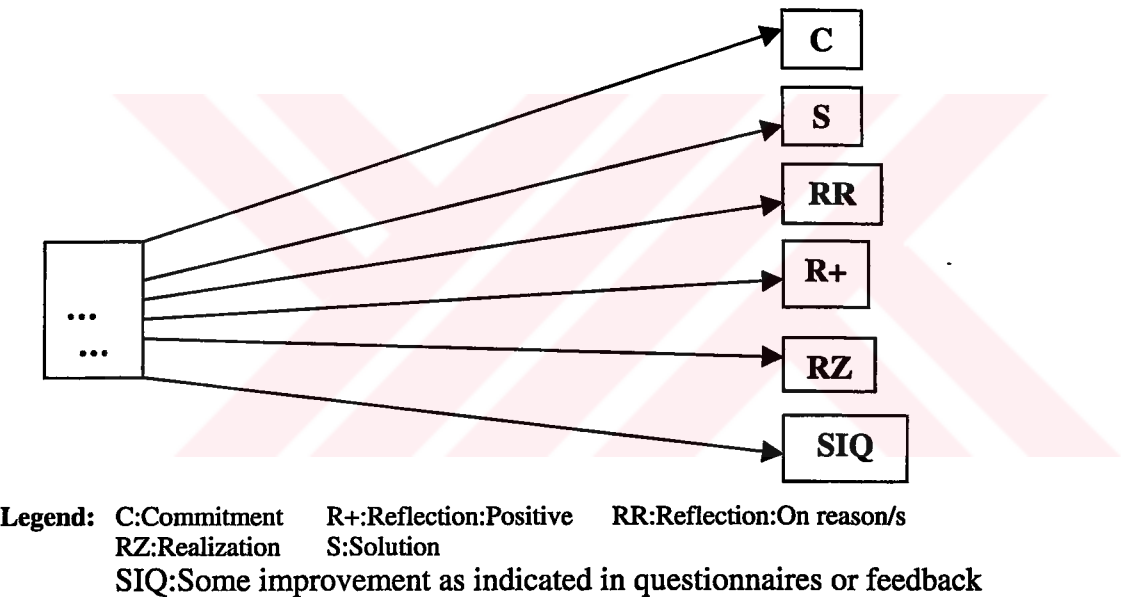 C
S
RR
R+
...
...
RZ
SIQ
Legend: C:Commitment R+:Reflection:Positive RR:Reflection:On reason/s
RZ:Realization S:Solution
SIQ:Some improvement as indicated in questionnaires or feedback